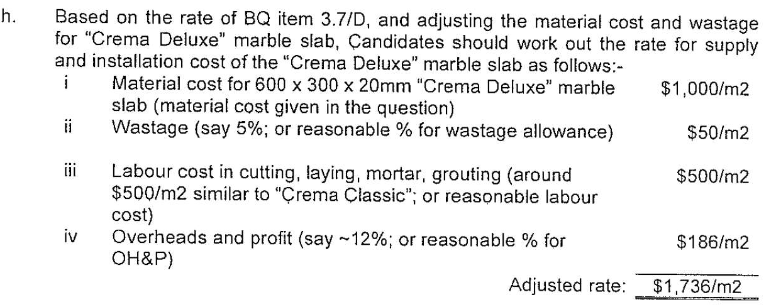 h. Based on the rate of BQ item 3.7/D, and adjusting the material cost and wastage
for "Crema Deluxe" marble slab, Candidates should work out the rate for supply
and installation cost of the "Crema Deluxe" marble slab as follows:-
i Material cost for 600 x 300 x 20mm "Crema Deluxe" marble $1,000/m2
slab (material cost given in the question)
ii Wastage (say 5%; or reasonable % for wastage allowance) $50/m2
iii Labour cost in cutting, laying, mortar, grouting (around $500/m2
$500/m2 similar to "Crema Classic"; or reasonable labour
cost)
iv Overheads and profit (say ~12%; or reasonable % for $186/m2
OH&P)
Adjusted rate: $1,736/m2